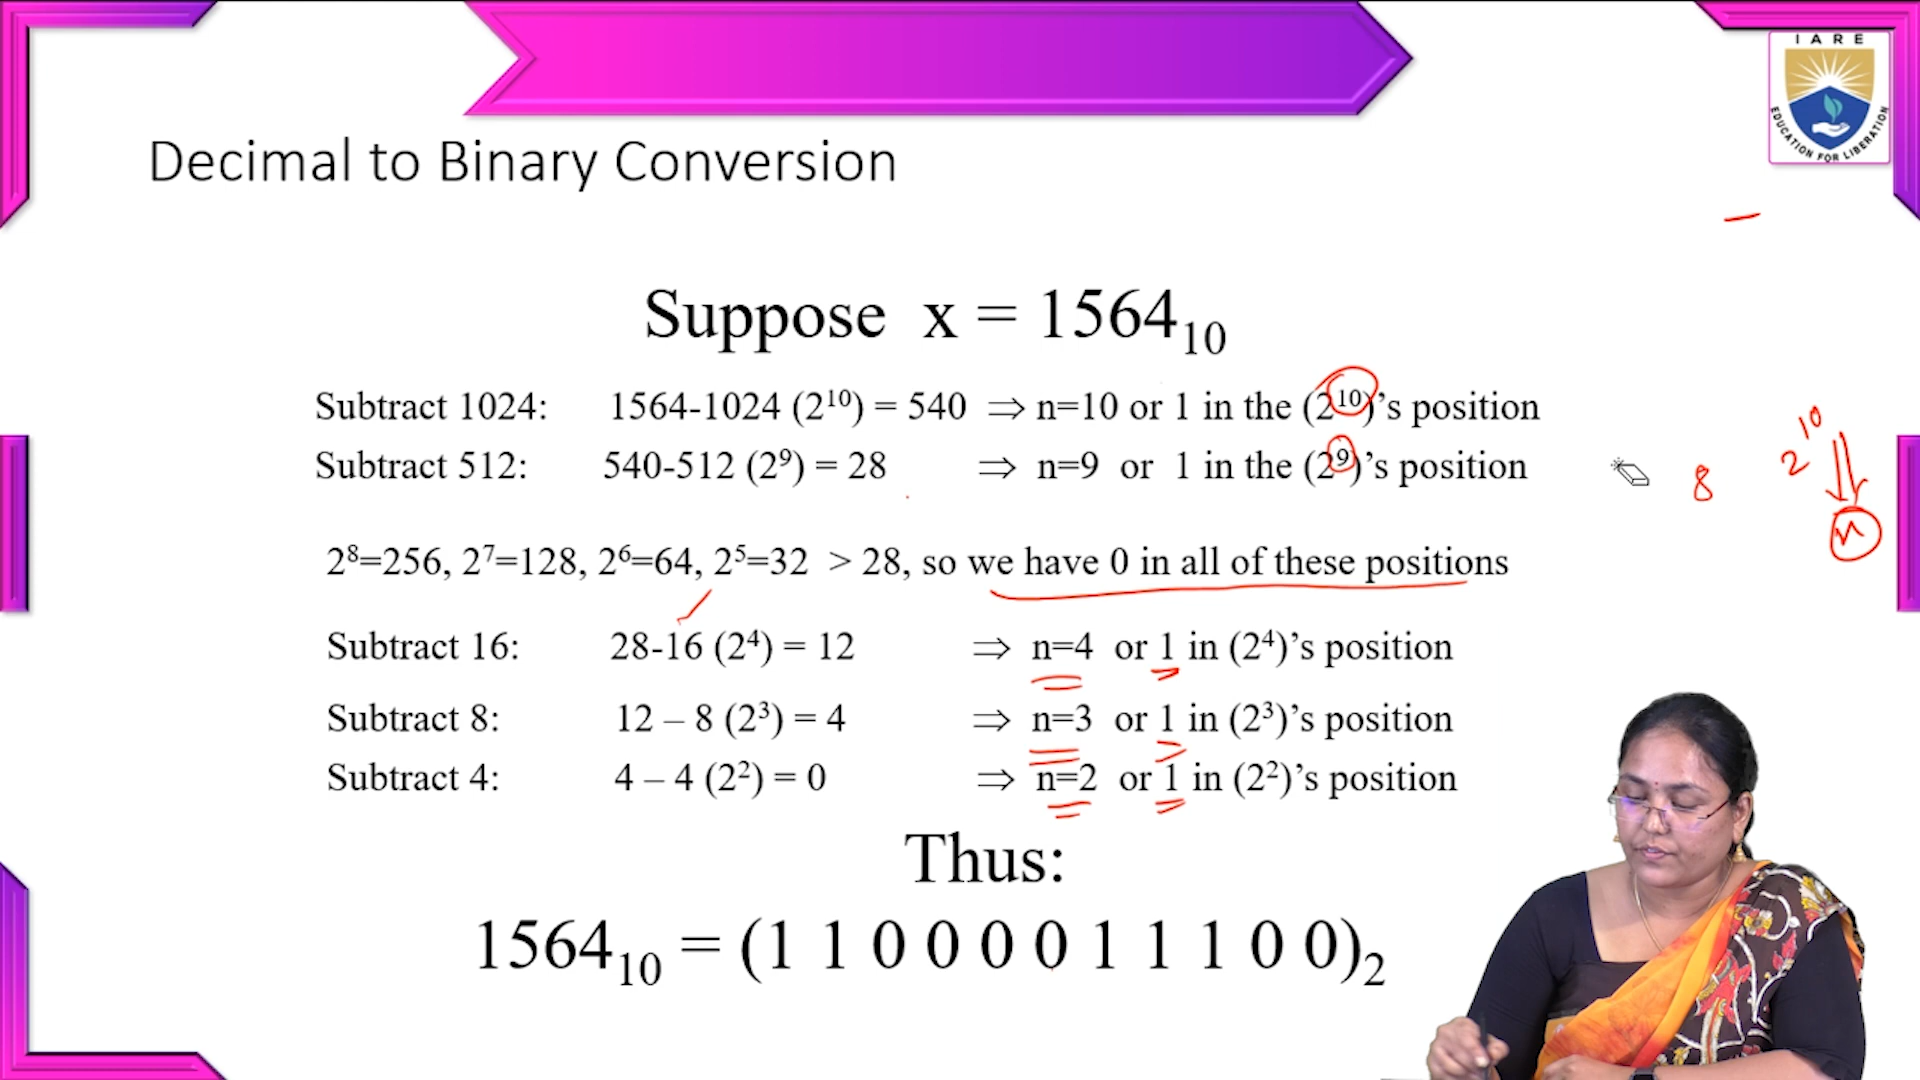 I A R E
EDUCATION FOR LIBERATION
Decimal to Binary Conversion
Suppose x = 1564₁₀
Subtract 1024: 1564-1024 (2¹⁰) = 540 ⇒ n=10 or 1 in the (2¹⁰)’s position
Subtract 512: 540-512 (2⁹) = 28 ⇒ n=9 or 1 in the (2⁹)’s position
2¹⁰
8
n
2⁸=256, 2⁷=128, 2⁶=64, 2⁵=32 > 28, so we have 0 in all of these positions
Subtract 16: 28-16 (2⁴) = 12 ⇒ n=4 or 1 in (2⁴)’s position
Subtract 8: 12 – 8 (2³) = 4 ⇒ n=3 or 1 in (2³)’s position
Subtract 4: 4 – 4 (2²) = 0 ⇒ n=2 or 1 in (2²)’s position
Thus:
1564₁₀ = (1 1 0 0 0 0 1 1 1 0 0)₂